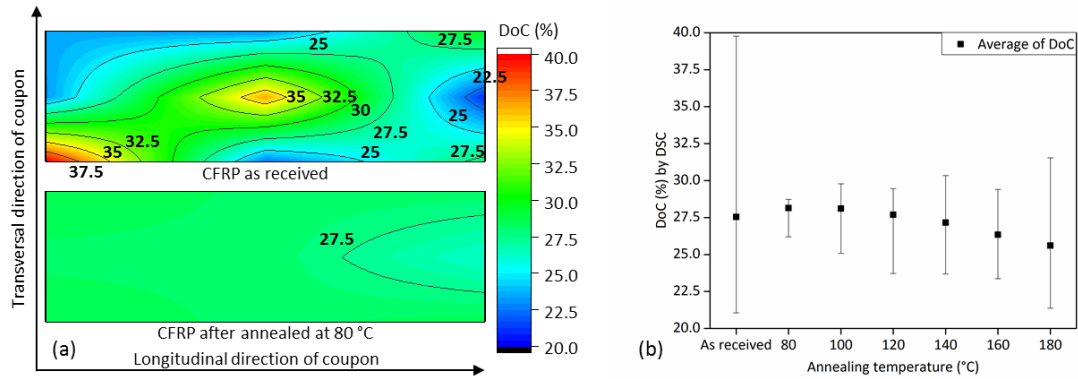 Transversal direction of coupon
25
27.5
22.5
35
32.5
30
25
32.5
27.5
35
25
27.5
37.5
CFRP as received
27.5
CFRP after annealed at 80 °C
(a)
Longitudinal direction of coupon
DoC (%)
40.0
37.5
35.0
32.5
30.0
27.5
25.0
22.5
20.0
(b)
DoC (%) by DSC
40.0
37.5
35.0
32.5
30.0
27.5
25.0
22.5
20.0
Average of DoC
As received 80 100 120 140 160 180
Annealing temperature (°C)